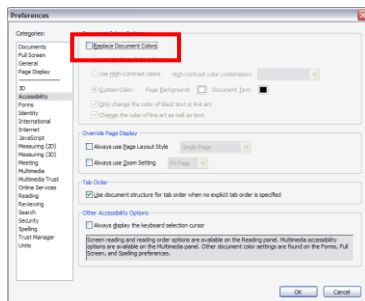 Preferences
Categories:
Documents
Full Screen
General
Page Display
3D
Accessibility
Forms
Identity
International
Internet
JavaScript
Measuring (2D)
Measuring (3D)
Meeting
Multimedia
Multimedia Trust
Online Services
Reading
Reviewing
Search
Security
Spelling
Trust Manager
Units
Replace Document Colors
Use High-Contrast colors High-contrast color combination:
Custom Color: Page Background: Document Text:
Only change the color of black text or line art.
Change the color of line art as well as text.
Override Page Display
Always use Page Layout Style Single Page
Always use Zoom Setting Fit Page
Tab Order
Use document structure for tab order when no explicit tab order is specified
Other Accessibility Options
Always display the keyboard selection cursor
Screen reading and reading order options are available on the Reading panel. Multimedia accessibility
options are available on the Multimedia panel. Other document color settings are found on the Forms, Full
Screen, and Spelling preferences.
OK Cancel